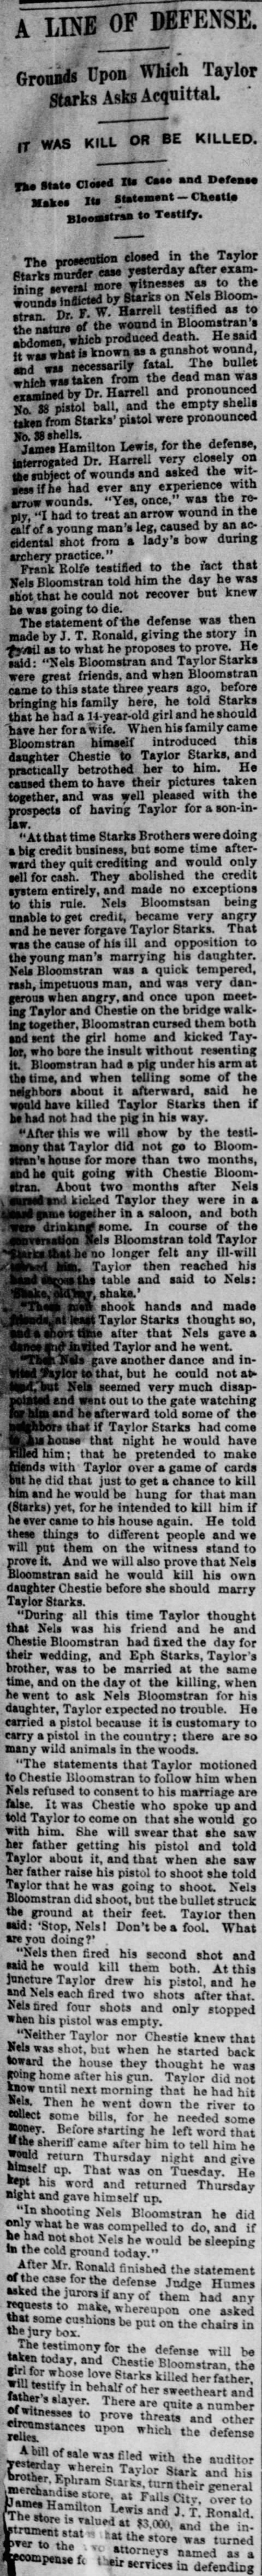 A LINE OF DEFENSE.
Grounds Upon Which Taylor
Starks Asks Acquittal.
IT WAS KILL OR BE KILLED.
The State Closed Its Case and Defense
Makes Its Statement — Chestie
Bloomstran to Testify.
The prosecution closed in the Taylor
Starks murder case yesterday after exam-
ining several more witnesses as to the
wounds inflicted by Starks on Nels Bloom-
stran. Dr. F. W. Harrell testified as to
the nature of the wound in Bloomstran's
abdomen, which produced death. He said
it was what is known as a gunshot wound,
and was necessarily fatal. The bullet
which was taken from the dead man was
examined by Dr. Harrell and pronounced
No. 38 pistol ball, and the empty shells
taken from Starks' pistol were pronounced
No. 38 shells.
James Hamilton Lewis, for the defense,
interrogated Dr. Harrell very closely on
the subject of wounds and asked the wit-
ness if he had ever any experience with
arrow wounds. "Yes, once," was the re-
ply, "I had to treat an arrow wound in the
calf of a young man's leg, caused by an ac-
cidental shot from a lady's bow during
archery practice."
Frank Rolfe testified to the fact that
Nels Bloomstran told him the day he was
shot that he could not recover but knew
he was going to die.
The statement of the defense was then
made by J. T. Ronald, giving the story in
detail as to what he proposes to prove. He
said: "Nels Bloomstran and Taylor Starks
were great friends, and when Bloomstran
came to this state three years ago, before
bringing his family here, he told Starks
that he had a 14-year-old girl and he should
have her for a wife. When his family came
Bloomstran himself introduced this
daughter Chestie to Taylor Starks, and
practically betrothed her to him. He
caused them to have their pictures taken
together, and was well pleased with the
prospects of having Taylor for a son-in-
law.
"At that time Starks Brothers were doing
a big credit business, but some time after-
ward they quit crediting and would only
sell for cash. They abolished the credit
system entirely, and made no exceptions
to this rule. Nels Bloomstsan being
unable to get credit, became very angry
and he never forgave Taylor Starks. That
was the cause of his ill and opposition to
the young man's marrying his daughter.
Nels Bloomstran was a quick tempered,
rash, impetuous man, and was very dan-
gerous when angry, and once upon meet-
ing Taylor and Chestie on the bridge walk-
ing together, Bloomstran cursed them both
and sent the girl home and kicked Tay-
lor, who bore the insult without resenting
it. Bloomstran had a pig under his arm at
the time, and when telling some of the
neighbors about it afterward, said he
would have killed Taylor Starks then if
he had not had the pig in his way.
"After this we will show by the testi-
mony that Taylor did not go to Bloom-
stran's house for more than two months,
and he quit going with Chestie Bloom-
stran. About two months after Nels
cursed and kicked Taylor they were in a
card game together in a saloon, and both
were drinking some. In course of the
conversation Nels Bloomstran told Taylor
Starks that he no longer felt any ill-will
toward him. Taylor then reached his
hand across the table and said to Nels:
'Shake, old boy, shake.'
"These men shook hands and made
friends, at least Taylor Starks thought so,
and a short time after that Nels gave a
dance and invited Taylor and he went.
"Then Nels gave another dance and in-
vited Taylor to that, but he could not at-
tend, but Nels seemed very much disap-
pointed and went out to the gate watching
for him and he afterward told some of the
neighbors that if Taylor Starks had come
to his house that night he would have
killed him; that he pretended to make
friends with Taylor over a game of cards
but he did that just to get a chance to kill
him and he would be hung for that man
(Starks) yet, for he intended to kill him if
he ever came to his house again. He told
these things to different people and we
will put them on the witness stand to
prove it. And we will also prove that Nels
Bloomstran said he would kill his own
daughter Chestie before she should marry
Taylor Starks.
"During all this time Taylor thought
that Nels was his friend and he and
Chestie Bloomstran had fixed the day for
their wedding, and Eph Starks, Taylor's
brother, was to be married at the same
time, and on the day of the killing, when
he went to ask Nels Bloomstran for his
daughter, Taylor expected no trouble. He
carried a pistol because it is customary to
carry a pistol in the country; there are so
many wild animals in the woods.
"The statements that Taylor motioned
to Chestie Bloomstran to follow him when
Nels refused to consent to his marriage are
false. It was Chestie who spoke up and
told Taylor to come on that she would go
with him. She will swear that she saw
her father getting his pistol and told
Taylor about it, and that when she saw
her father raise his pistol to shoot she told
Taylor that he was going to shoot. Nels
Bloomstran did shoot, but the bullet struck
the ground at their feet. Taylor then
said: 'Stop, Nels! Don't be a fool. What
are you doing?'
"Nels then fired his second shot and
said he would kill them both. At this
juncture Taylor drew his pistol, and he
and Nels each fired two shots after that.
Nels fired four shots and only stopped
when his pistol was empty.
"Neither Taylor nor Chestie knew that
Nels was shot, but when he started back
toward the house they thought he was
going home after his gun. Taylor did not
know until next morning that he had hit
Nels. Then he went down the river to
collect some bills, for he needed some
money. Before starting he left word that
if the sheriff came after him to tell him he
would return Thursday night and give
himself up. That was on Tuesday. He
kept his word and returned Thursday
night and gave himself up.
"In shooting Nels Bloomstran he did
only what he was compelled to do, and if
he had not shot Nels he would be sleeping
in the cold ground today."
After Mr. Ronald finished the statement
of the case for the defense Judge Humes
asked the jurors if any of them had any
requests to make, whereupon one asked
that some cushions be put on the chairs in
the jury box.
The testimony for the defense will be
taken today, and Chestie Bloomstran, the
girl for whose love Starks killed her father,
will testify in behalf of her sweetheart and
father's slayer. There are quite a number
of witnesses to prove threats and other
circumstances upon which the defense
relies.
A bill of sale was filed with the auditor
yesterday wherein Taylor Stark and his
brother, Ephram Starks, turn their general
merchandise store, at Falls City, over to
James Hamilton Lewis and J. T. Ronald.
The store is valued at $3,000, and the in-
strument stat that the store was turned
over to the two attorneys named as a
recompense fc their services in defending